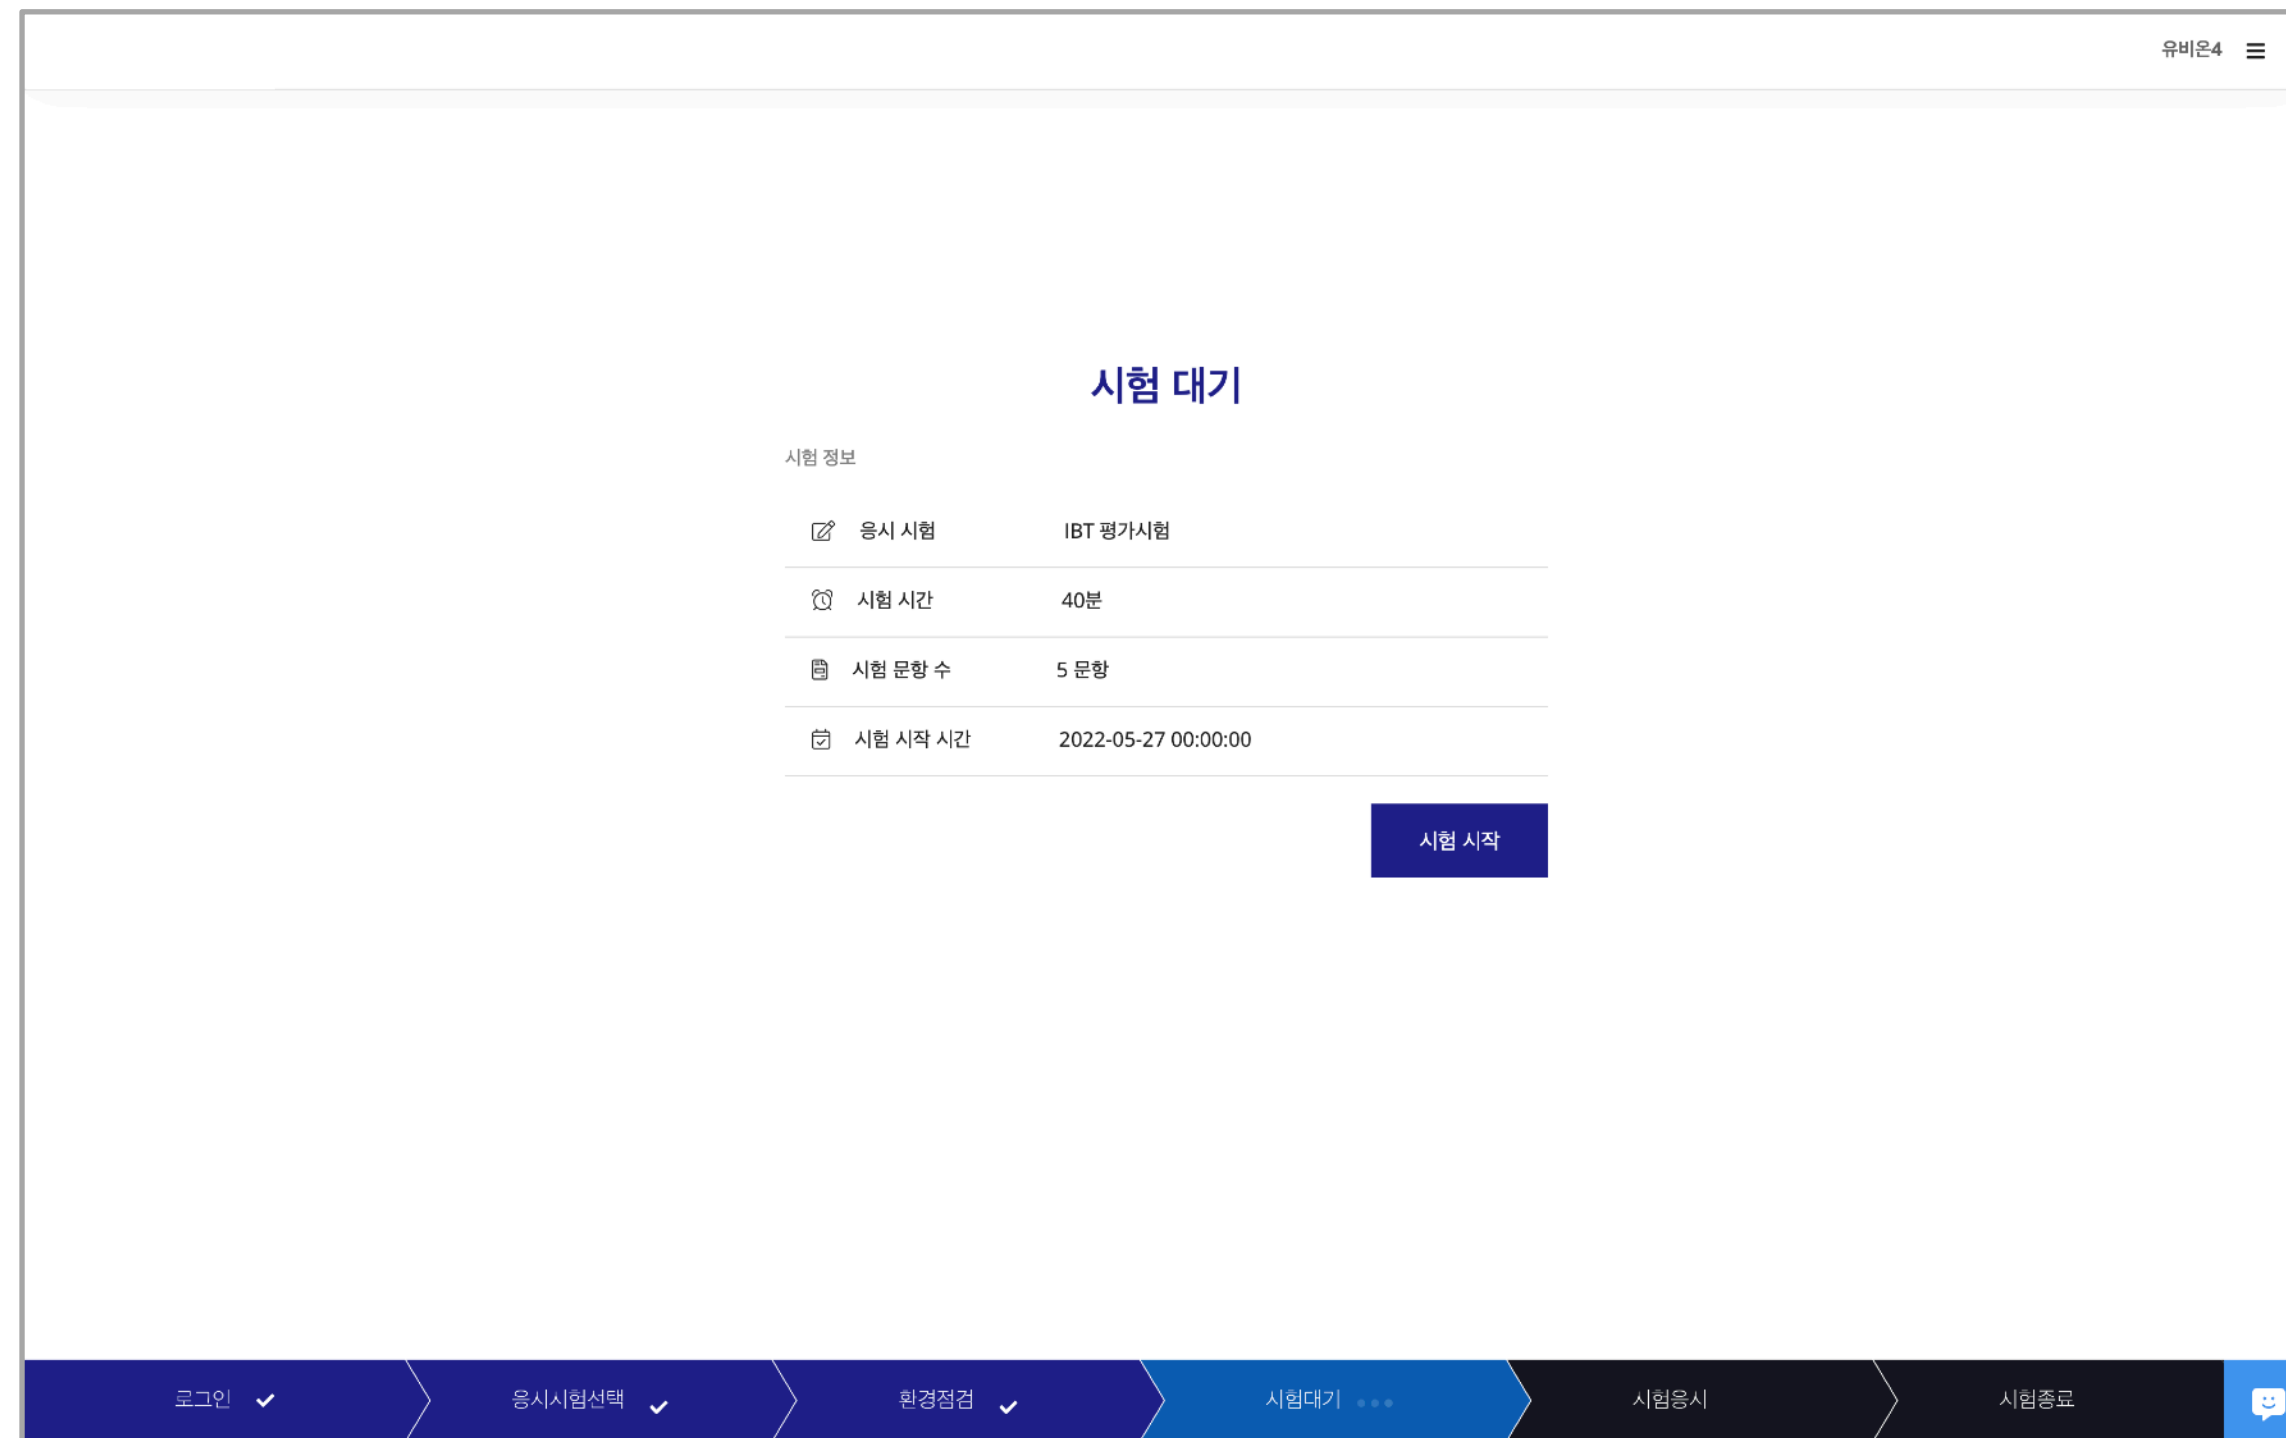 유비온4
시험 대기
시험 정보
응시 시험 IBT 평가시험
시험 시간 40분
시험 문항 수 5 문항
시험 시작 시간 2022-05-27 00:00:00
시험 시작
로그인 응시시험선택 환경점검 시험대기 시험응시 시험종료